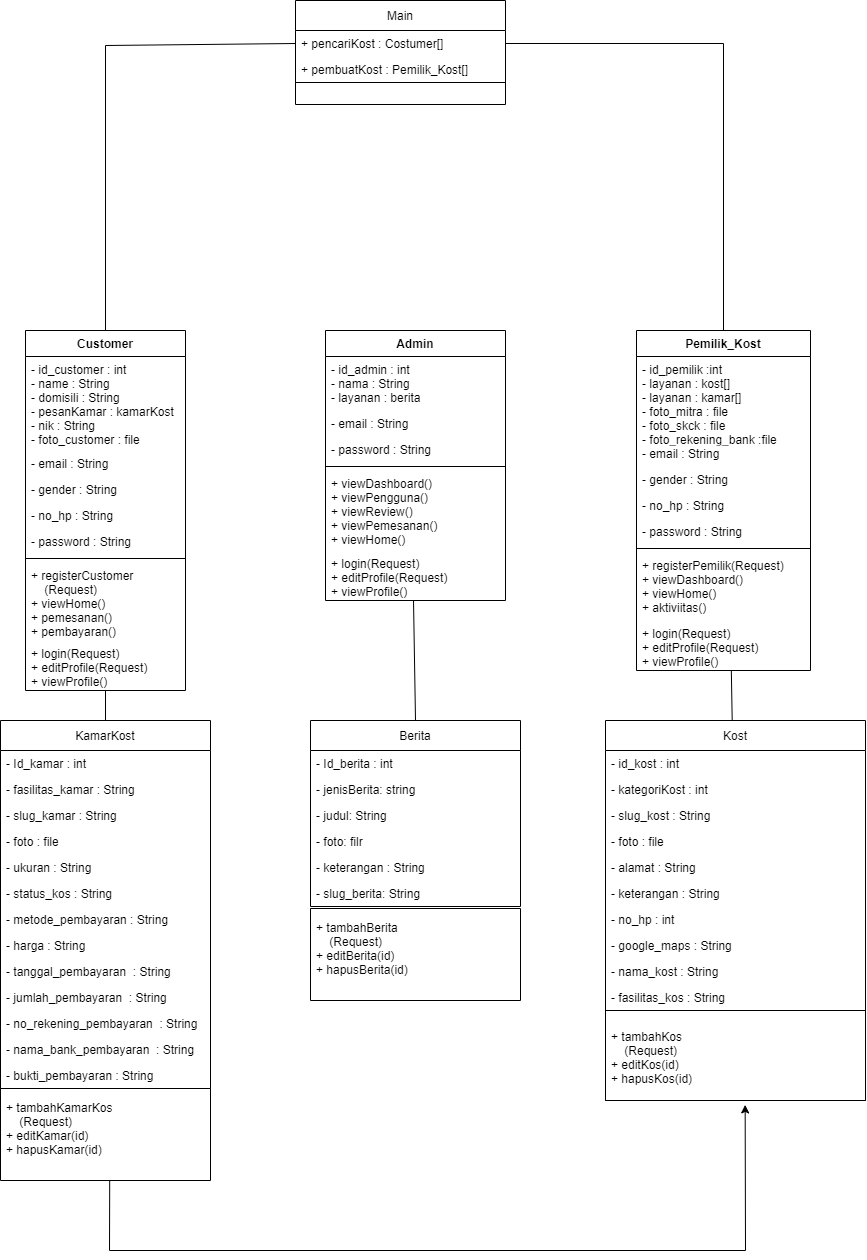 Main
+ pencariKost : Costumer[]
+ pembuatKost : Pemilik_Kost[]
Customer
- id_customer : int
- name : String
- domisili : String
- pesanKamar : kamarKost
- nik : String
- foto_customer : file
- email : String
- gender : String
- no_hp : String
- password : String
+ registerCustomer
(Request)
+ viewHome()
+ pemesanan()
+ pembayaran()
+ login(Request)
+ editProfile(Request)
+ viewProfile()
Admin
- id_admin : int
- nama : String
- layanan : berita
- email : String
- password : String
+ viewDashboard()
+ viewPengguna()
+ viewReview()
+ viewPemesanan()
+ viewHome()
+ login(Request)
+ editProfile(Request)
+ viewProfile()
Pemilik_Kost
- id_pemilik :int
- layanan : kost[]
- layanan : kamar[]
- foto_mitra : file
- foto_skck : file
- foto_rekening_bank :file
- email : String
- gender : String
- no_hp : String
- password : String
+ registerPemilik(Request)
+ viewDashboard()
+ viewHome()
+ aktiviitas()
+ login(Request)
+ editProfile(Request)
+ viewProfile()
KamarKost
- Id_kamar : int
- fasilitas_kamar : String
- slug_kamar : String
- foto : file
- ukuran : String
- status_kos : String
- metode_pembayaran : String
- harga : String
- tanggal_pembayaran  : String
- jumlah_pembayaran  : String
- no_rekening_pembayaran  : String
- nama_bank_pembayaran  : String
- bukti_pembayaran : String
+ tambahKamarKos
(Request)
+ editKamar(id)
+ hapusKamar(id)
Berita
- Id_berita : int
- jenisBerita: string
- judul: String
- foto: filr
- keterangan : String
- slug_berita: String
+ tambahBerita
(Request)
+ editBerita(id)
+ hapusBerita(id)
Kost
- id_kost : int
- kategoriKost : int
- slug_kost : String
- foto : file
- alamat : String
- keterangan : String
- no_hp : int
- google_maps : String
- nama_kost : String
- fasilitas_kos : String
+ tambahKos
(Request)
+ editKos(id)
+ hapusKos(id)